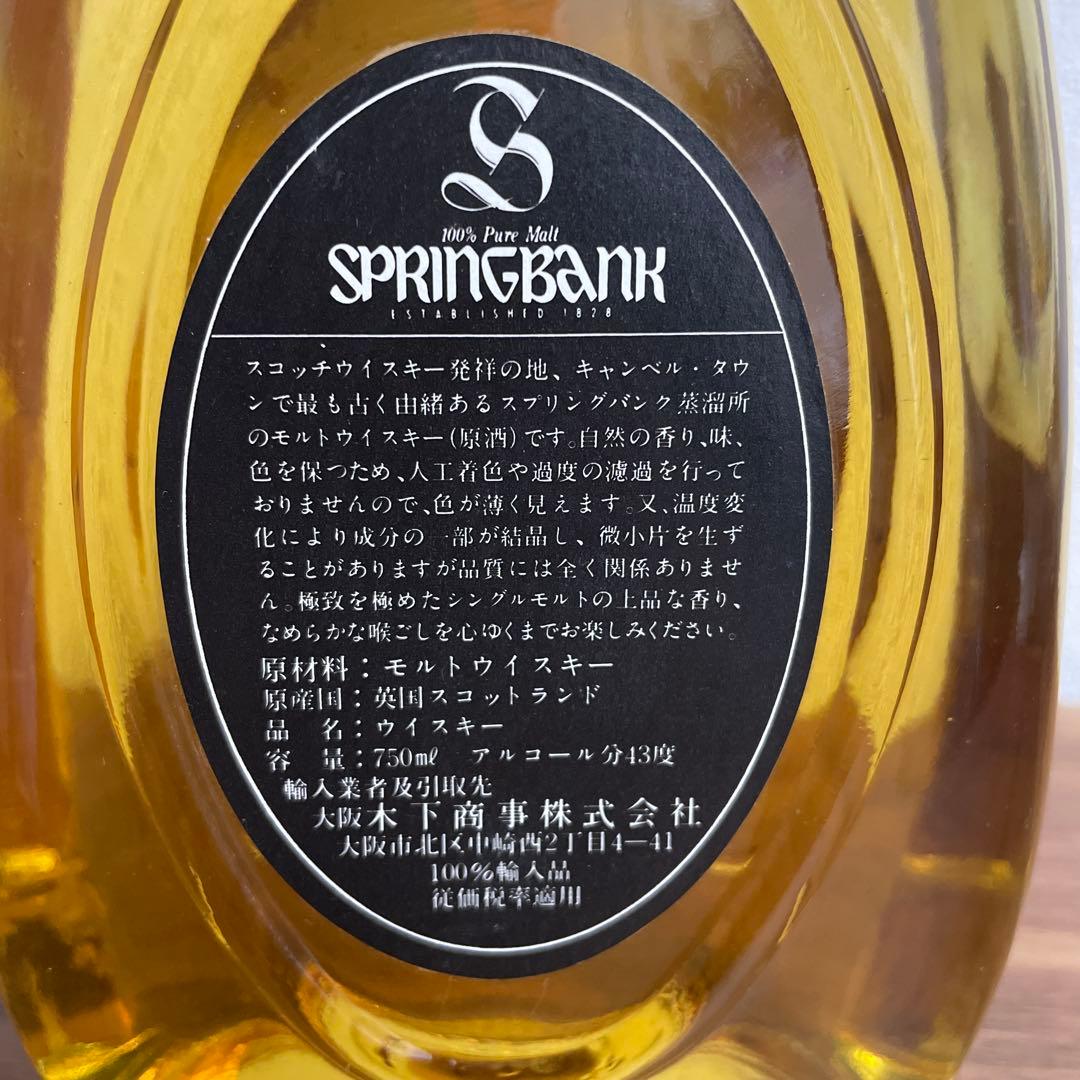 S
100% Pure Malt
SPRINGBANK
ESTABLISHED 1828
スコッチウイスキー発祥の地、キャンベル・タウ
ンで最も古く由緒あるスプリングバンク蒸溜所
のモルトウイスキー(原酒)です。自然の香り、味、
色を保つため、人工着色や過度の濾過を行って
おりませんので、色が薄く見えます。又、温度変
化により成分の一部が結晶し、微小片を生ず
ることがありますが品質には全く関係ありませ
ん。極致を極めたシングルモルトの上品な香り、
なめらかな喉ごしを心ゆくまでお楽しみください。
原材料：モルトウイスキー
原産国：英国スコットランド
品　名：ウイスキー
容　量：750mℓ　アルコール分43度
輸入業者及引取先
大阪木下商事株式会社
大阪市北区中崎西2丁目4―41
100％輸入品
従価税率適用